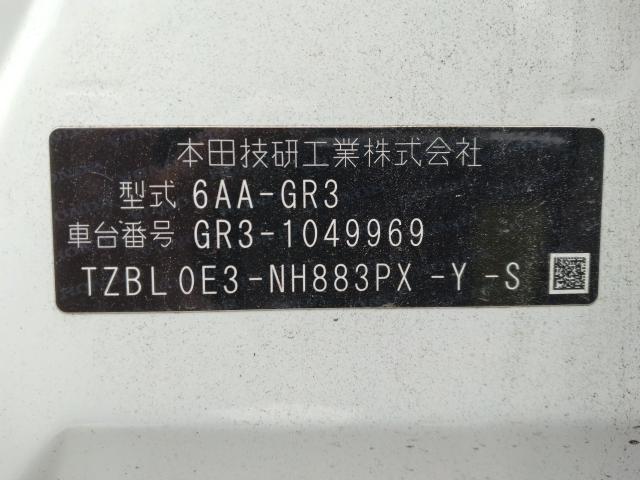 本田技研工業株式会社
型式 6AA-GR3
車台番号 GR3-1049969
TZBL0E3-NH883PX-Y-S